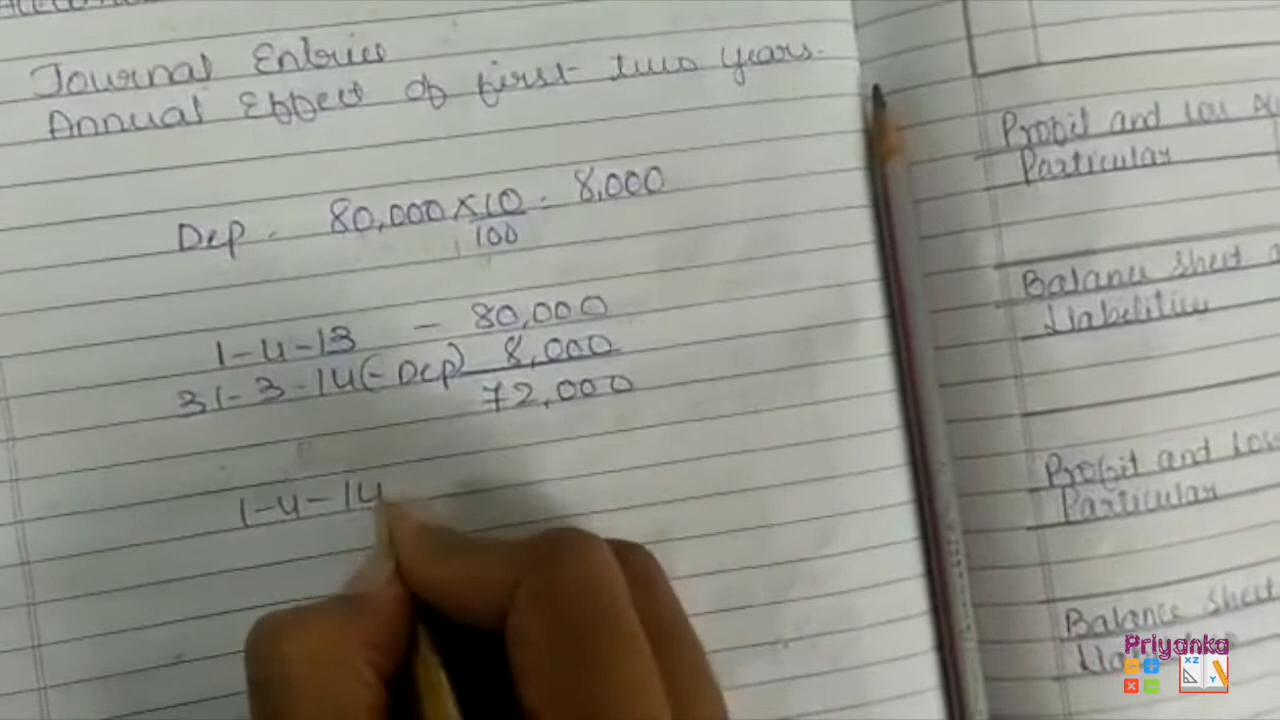 Journal Entries
Annual Effect of first two years.
Dep. 80,000 × 10 = 8,000
100
1-4-13 - 80,000
31-3-14 (-Dep) 8,000
72,000
1-4-14
Profit and Loss
Particular
Balance Sheet
Liabilities
Profit and Loss
Particular
Balance Sheet
Priyanka
XZ
Y